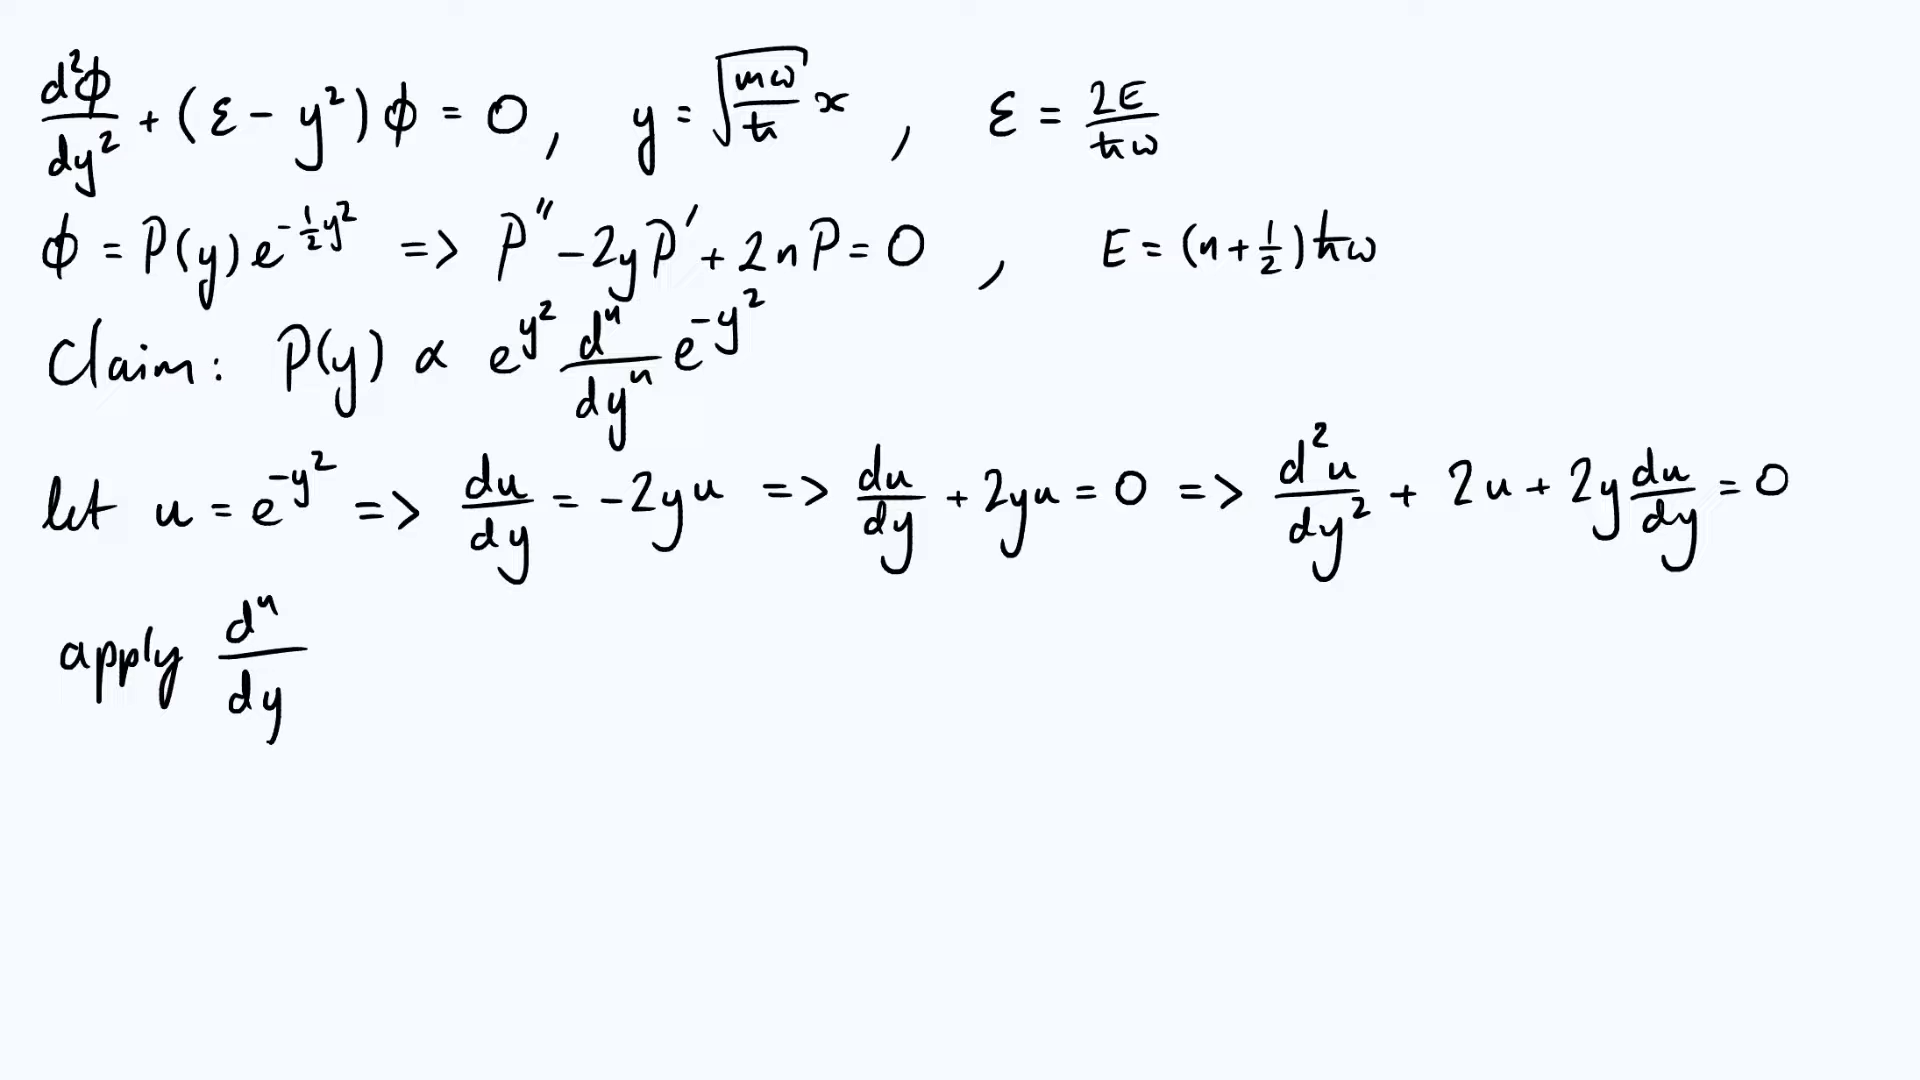 d²ϕ/dy² + (ε - y²)ϕ = 0, y = √(mω/ħ) x, ε = 2E/ħω
ϕ = P(y)e^{-½y²} => P'' - 2yP' + 2nP = 0, E = (n + ½)ħω
Claim: P(y) ∝ e^{y²} dⁿ/dyⁿ e^{-y²}
let u = e^{-y²} => du/dy = -2yu => du/dy + 2yu = 0 => d²u/dy² + 2u + 2y du/dy = 0
apply dⁿ/dy